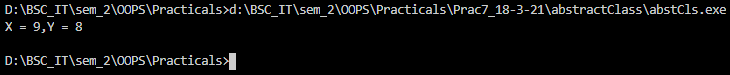 D:\BSC_IT\sem_2\OOPS\Practicals>d:\BSC_IT\sem_2\OOPS\Practicals\Prac7_18-3-21\abstractClass\abstCls.exe
X = 9,Y = 8
D:\BSC_IT\sem_2\OOPS\Practicals>